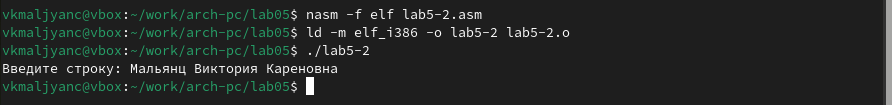 vkmaljyanc@vbox:~/work/arch-pc/lab05$ nasm -f elf lab5-2.asm
vkmaljyanc@vbox:~/work/arch-pc/lab05$ ld -m elf_i386 -o lab5-2 lab5-2.o
vkmaljyanc@vbox:~/work/arch-pc/lab05$ ./lab5-2
Введите строку: Мальянц Виктория Кареновна
vkmaljyanc@vbox:~/work/arch-pc/lab05$